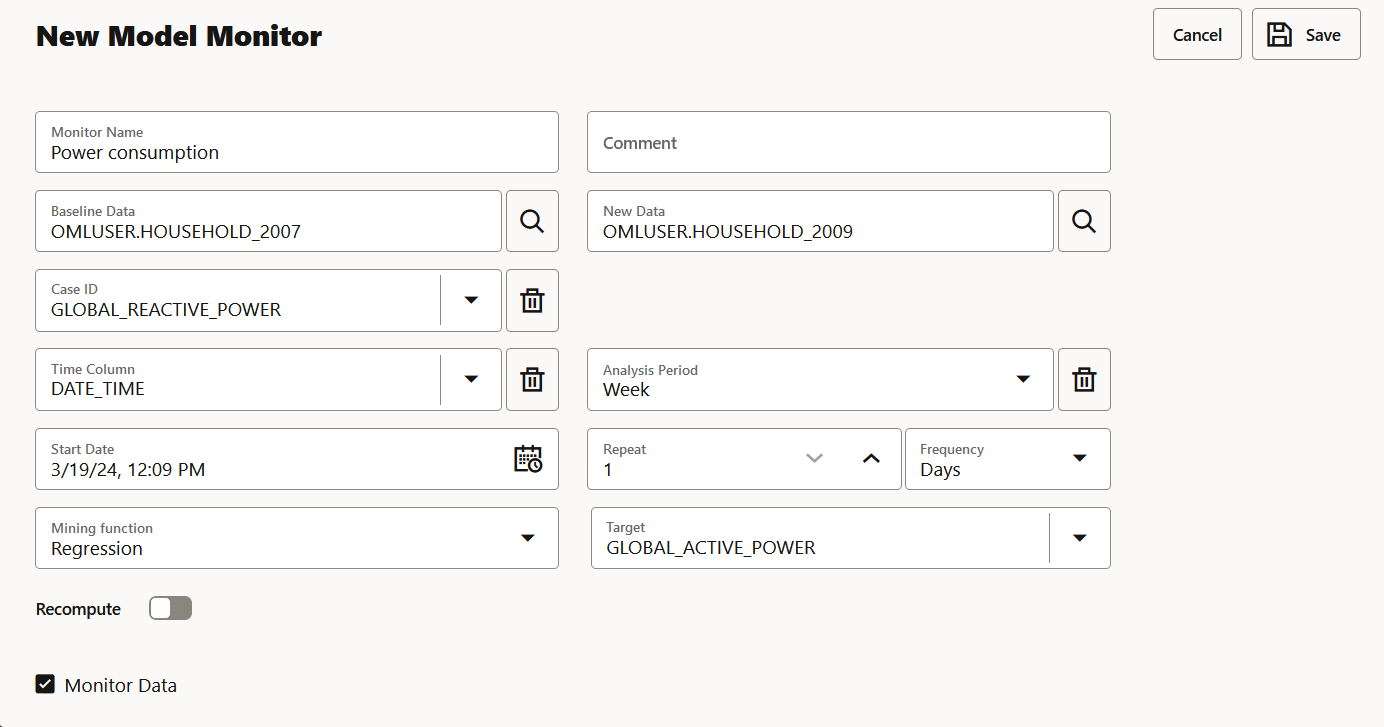 New Model Monitor
Cancel
Save
Monitor Name
Power consumption
Comment
Baseline Data
OMLUSER.HOUSEHOLD_2007
New Data
OMLUSER.HOUSEHOLD_2009
Case ID
GLOBAL_REACTIVE_POWER
Time Column
DATE_TIME
Analysis Period
Week
Start Date
3/19/24, 12:09 PM
Repeat
1
Frequency
Days
Mining function
Regression
Target
GLOBAL_ACTIVE_POWER
Recompute
Monitor Data